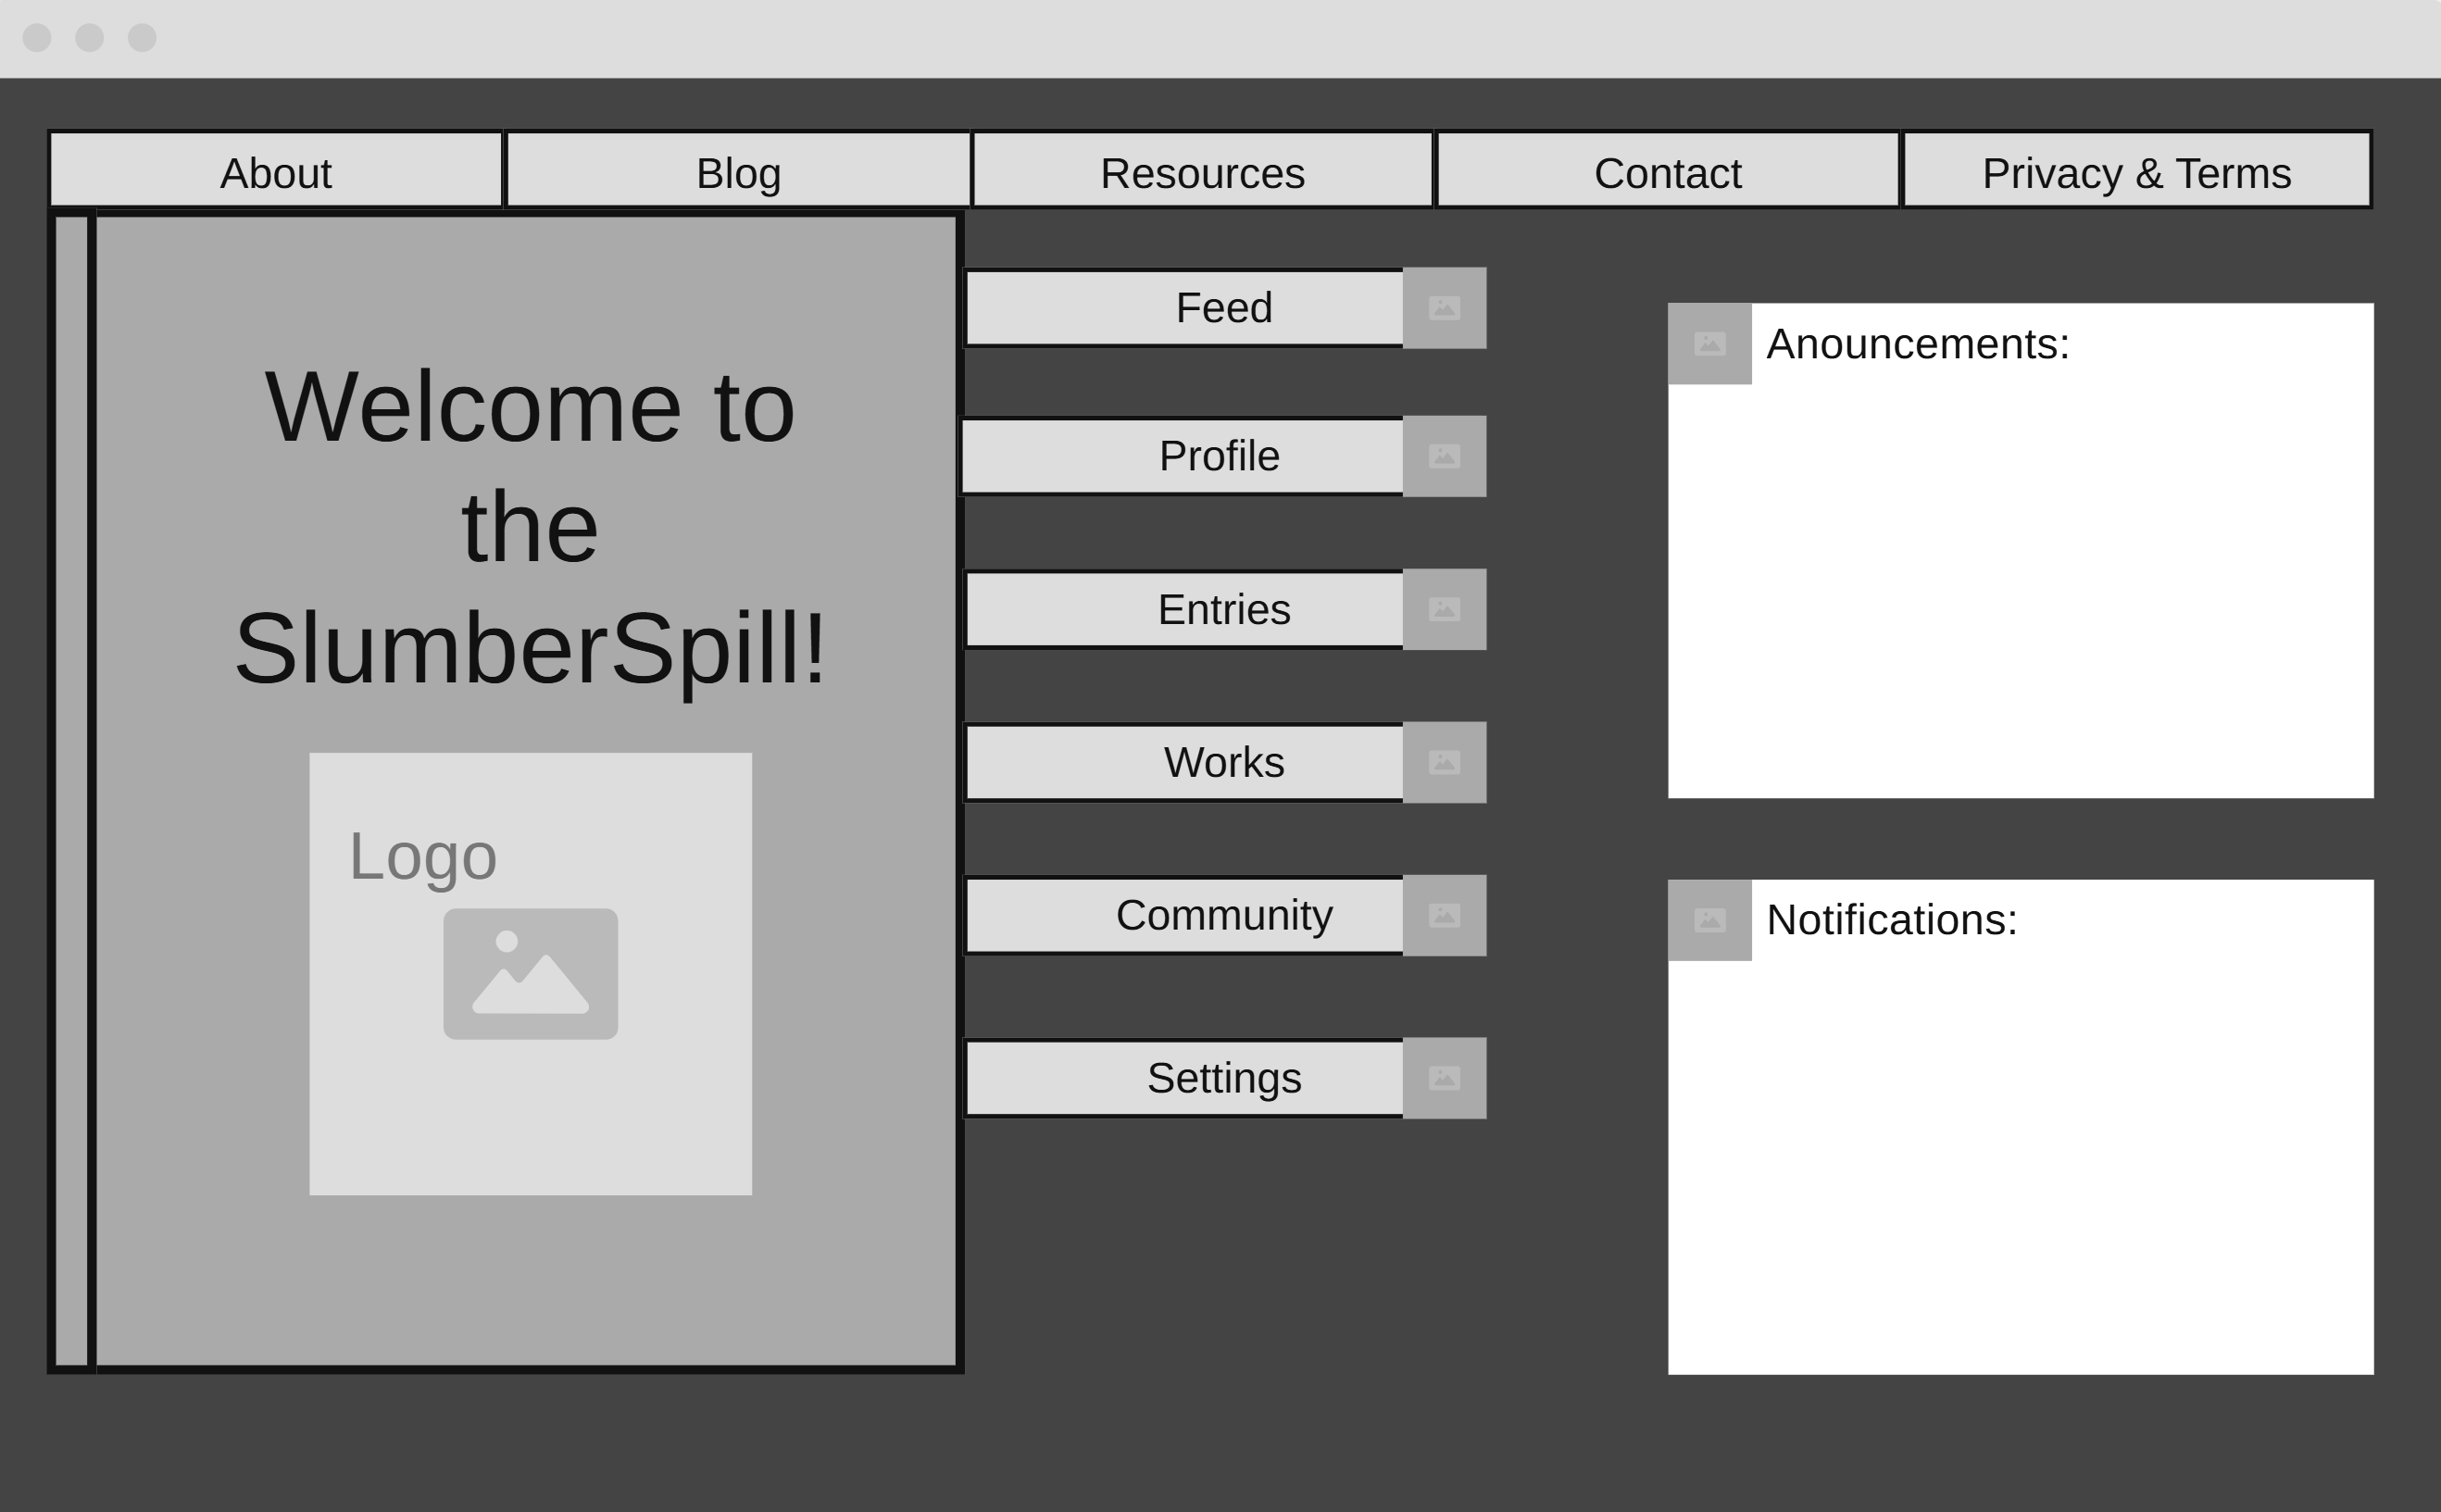 About
Blog
Resources
Contact
Privacy & Terms
Welcome to
the
SlumberSpill!
Logo
Feed
Profile
Entries
Works
Community
Settings
Anouncements:
Notifications: